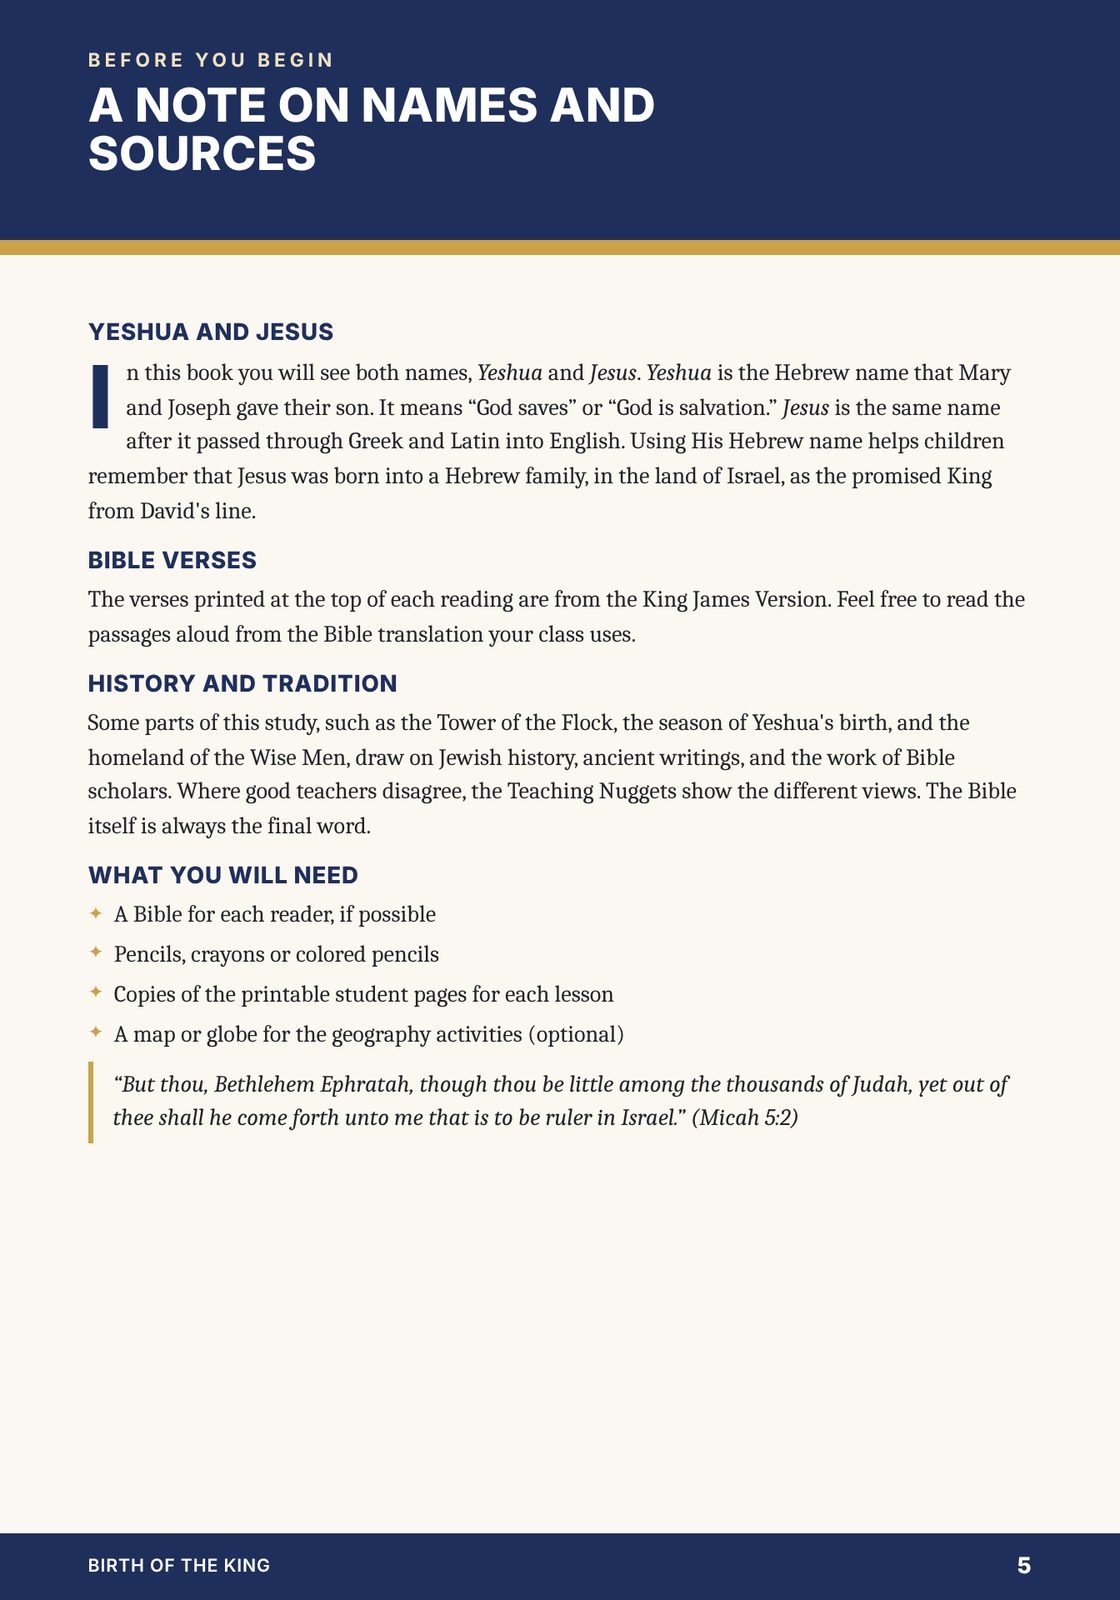 BEFORE YOU BEGIN
A NOTE ON NAMES AND
SOURCES
YESHUA AND JESUS
In this book you will see both names, Yeshua and Jesus. Yeshua is the Hebrew name that Mary
and Joseph gave their son. It means “God saves” or “God is salvation.” Jesus is the same name
after it passed through Greek and Latin into English. Using His Hebrew name helps children
remember that Jesus was born into a Hebrew family, in the land of Israel, as the promised King
from David's line.
BIBLE VERSES
The verses printed at the top of each reading are from the King James Version. Feel free to read the
passages aloud from the Bible translation your class uses.
HISTORY AND TRADITION
Some parts of this study, such as the Tower of the Flock, the season of Yeshua's birth, and the
homeland of the Wise Men, draw on Jewish history, ancient writings, and the work of Bible
scholars. Where good teachers disagree, the Teaching Nuggets show the different views. The Bible
itself is always the final word.
WHAT YOU WILL NEED
✦ A Bible for each reader, if possible
✦ Pencils, crayons or colored pencils
✦ Copies of the printable student pages for each lesson
✦ A map or globe for the geography activities (optional)
“But thou, Bethlehem Ephratah, though thou be little among the thousands of Judah, yet out of
thee shall he come forth unto me that is to be ruler in Israel.” (Micah 5:2)
BIRTH OF THE KING
5